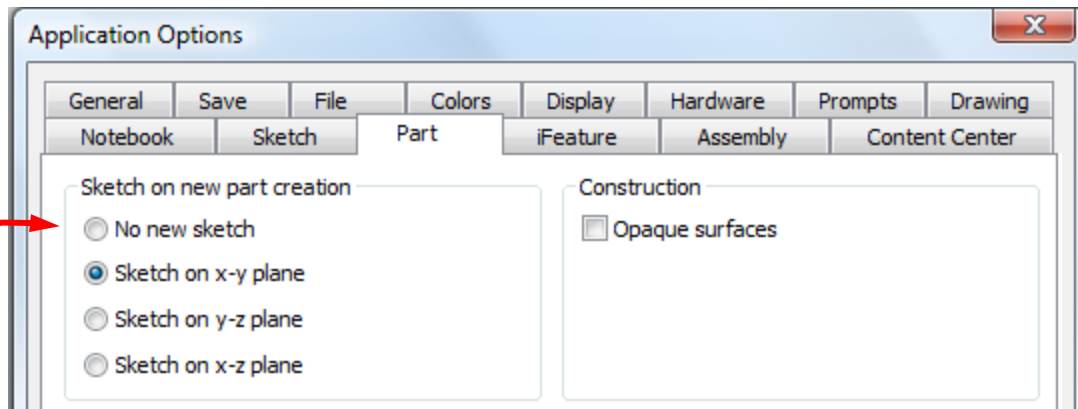 Application Options
General Save File Colors Display Hardware Prompts Drawing
Notebook Sketch Part iFeature Assembly Content Center
Sketch on new part creation
No new sketch
Sketch on x-y plane
Sketch on y-z plane
Sketch on x-z plane
Construction
Opaque surfaces